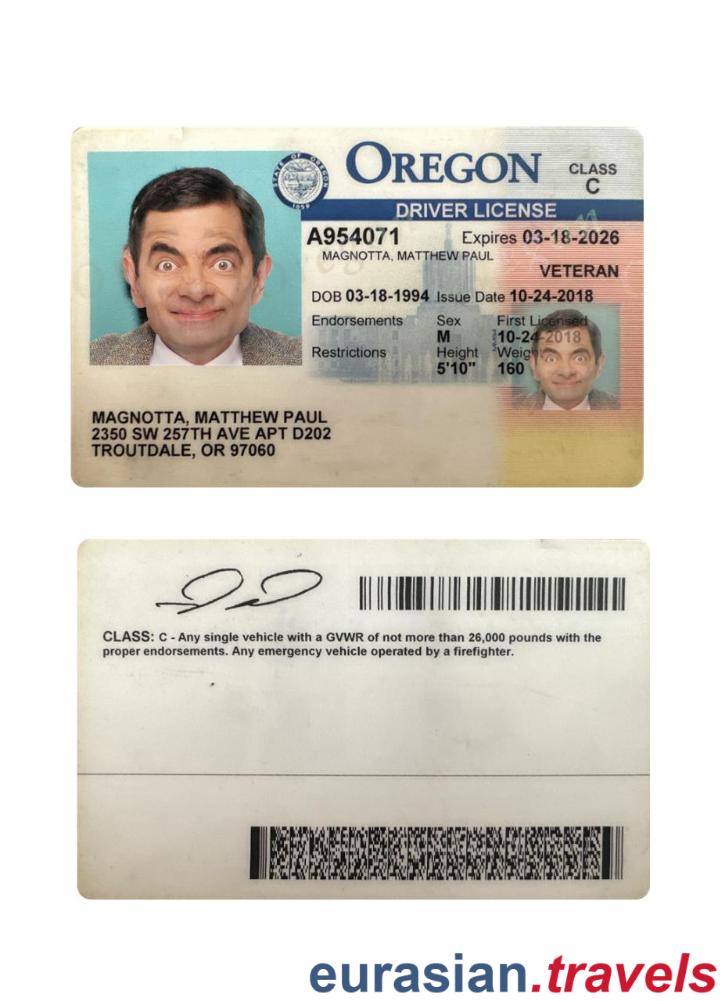 STATE OF OREGON
1859
OREGON
CLASS
C
DRIVER LICENSE
A954071 Expires 03-18-2026
MAGNOTTA, MATTHEW PAUL
VETERAN
DOB 03-18-1994 Issue Date 10-24-2018
Endorsements Sex First Licensed
M 10-24-2018
Restrictions Height Weight
5'10" 160
MAGNOTTA, MATTHEW PAUL
2350 SW 257TH AVE APT D202
TROUTDALE, OR 97060
CLASS: C - Any single vehicle with a GVWR of not more than 26,000 pounds with the
proper endorsements. Any emergency vehicle operated by a firefighter.
eurasian.travels